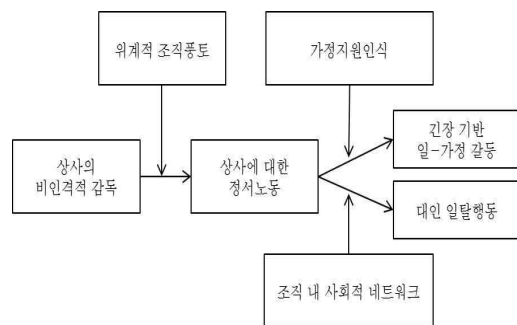 위계적 조직풍토
가정지원인식
상사의
비인격적 감독
상사에 대한
정서노동
긴장 기반
일-가정 갈등
대인 일탈행동
조직 내 사회적 네트워크